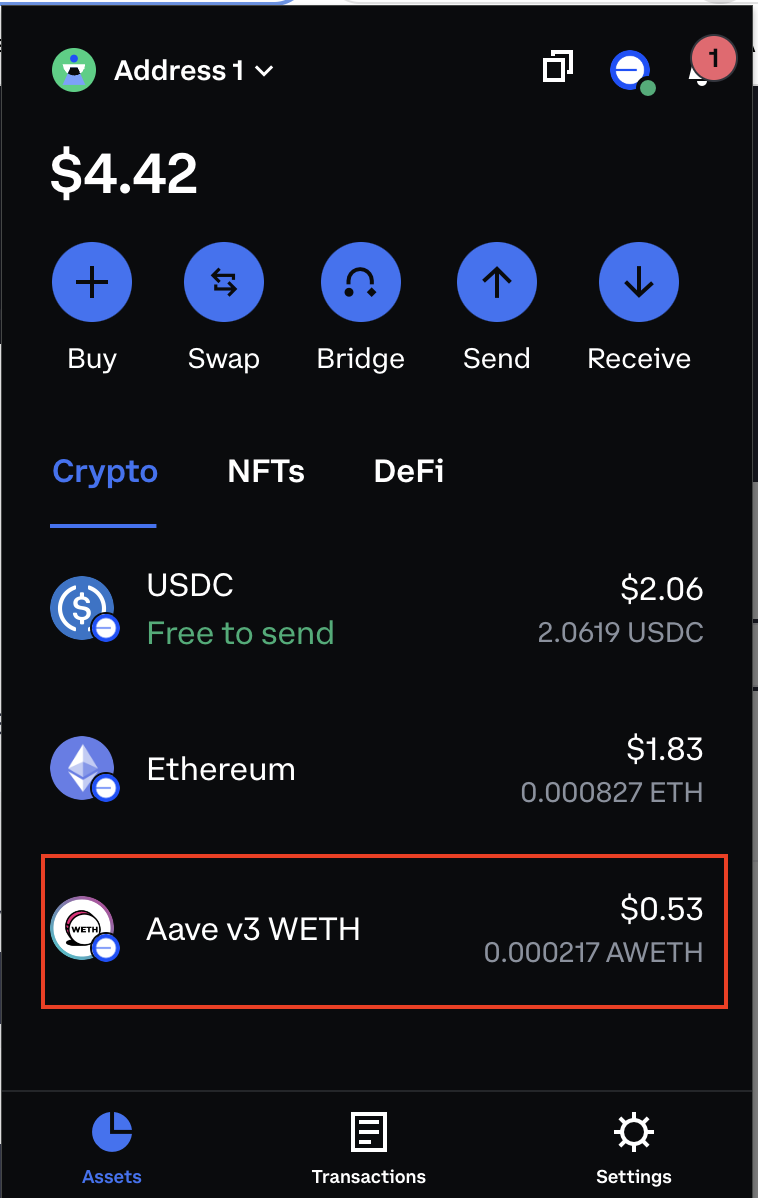 Address 1
1
$4.42
Buy
Swap
Bridge
Send
Receive
Crypto
NFTs
DeFi
USDC
$2.06
Free to send
2.0619 USDC
Ethereum
$1.83
0.000827 ETH
WETH
Aave v3 WETH
$0.53
0.000217 AWETH
Assets
Transactions
Settings